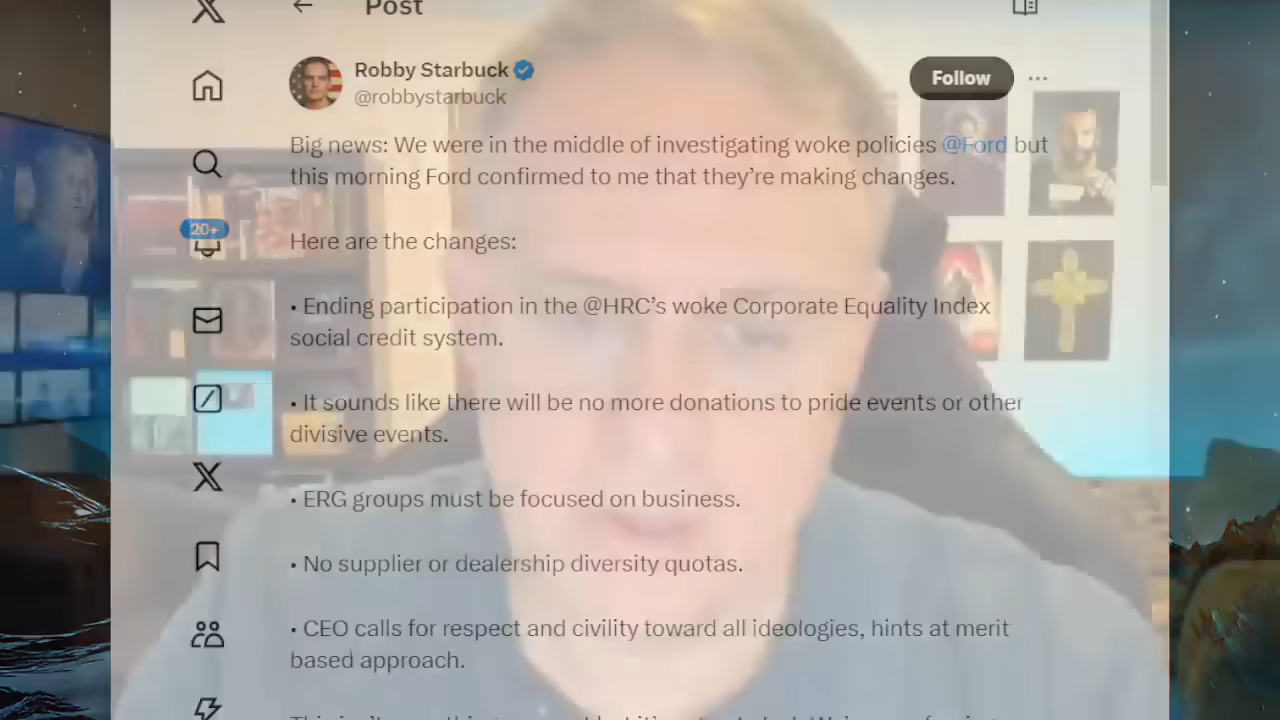 Post
Robby Starbuck
@robbystarbuck
Follow
Big news: We were in the middle of investigating woke policies @Ford but
this morning Ford confirmed to me that they’re making changes.
20+
Here are the changes:
• Ending participation in the @HRC’s woke Corporate Equality Index
social credit system.
• It sounds like there will be no more donations to pride events or other
divisive events.
• ERG groups must be focused on business.
• No supplier or dealership diversity quotas.
• CEO calls for respect and civility toward all ideologies, hints at merit
based approach.